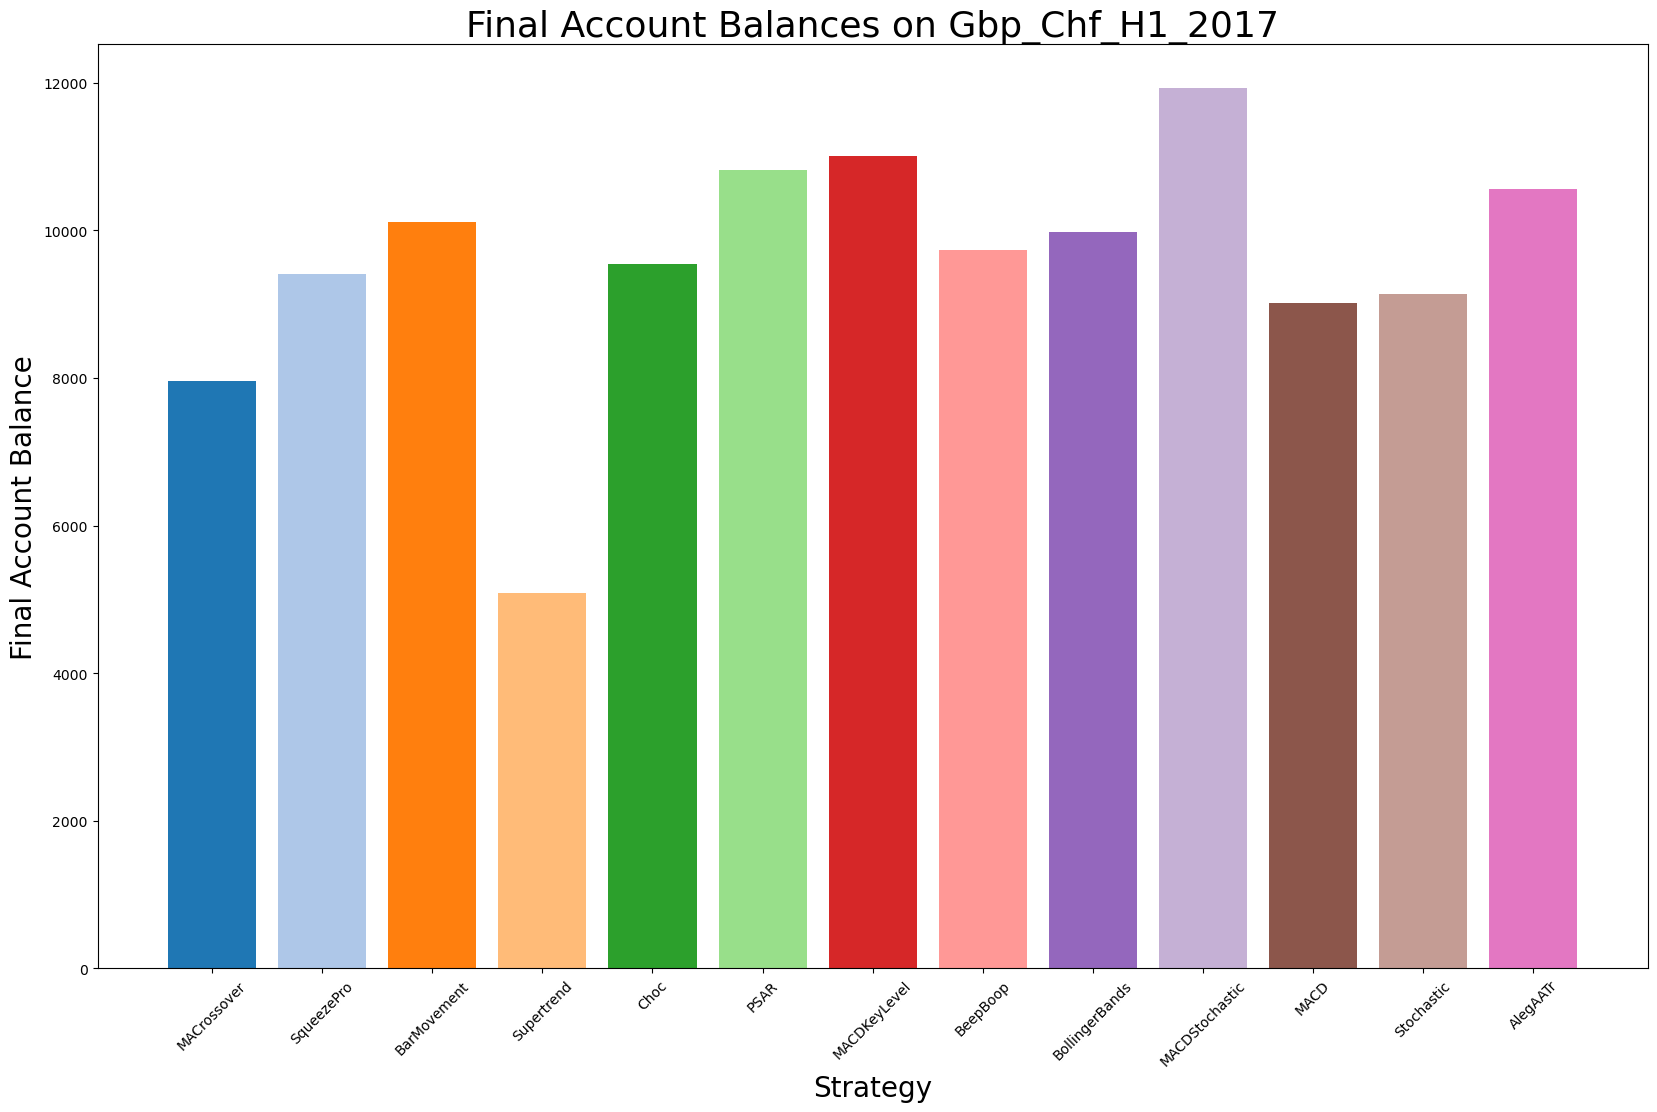 Final Account Balances on Gbp_Chf_H1_2017
Final Account Balance
12000
10000
8000
6000
4000
2000
0
MACrossover
SqueezePro
BarMovement
Supertrend
Choc
PSAR
MACDKeyLevel
BeepBoop
BollingerBands
MACDStochastic
MACD
Stochastic
AlegAATr
Strategy